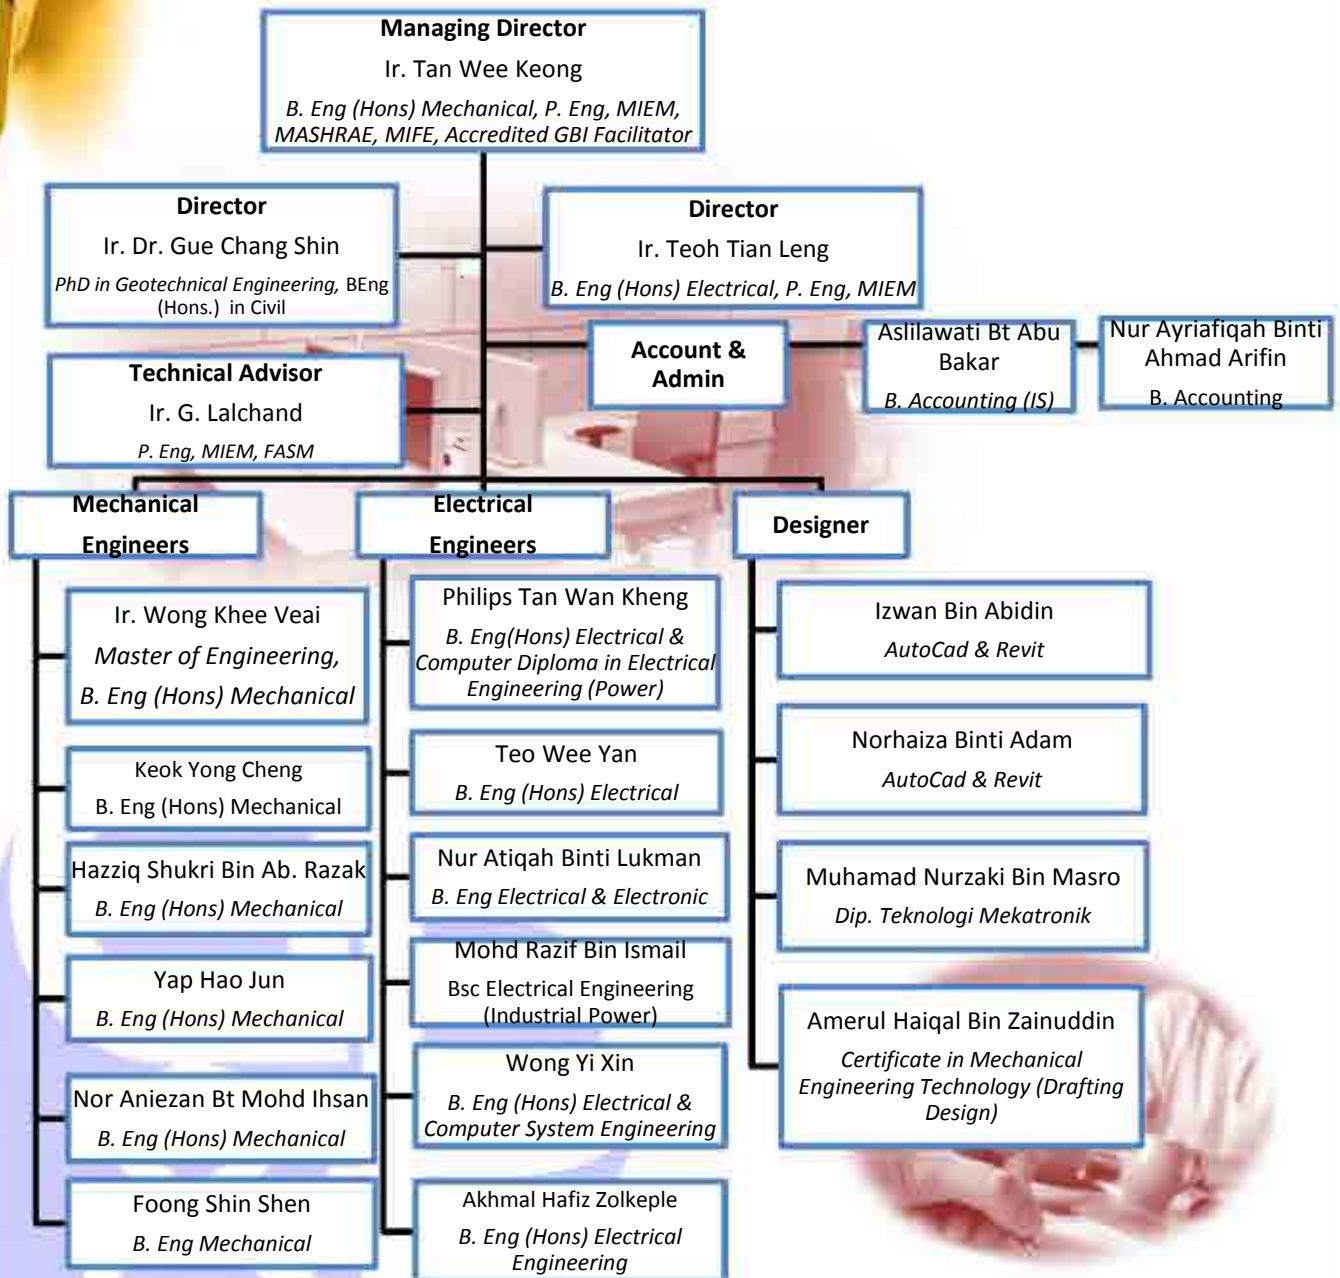 Managing Director
Ir. Tan Wee Keong
B. Eng (Hons) Mechanical, P. Eng, MIEM,
MASHRAE, MIFE, Accredited GBI Facilitator
Director
Ir. Dr. Gue Chang Shin
PhD in Geotechnical Engineering, BEng
(Hons.) in Civil
Director
Ir. Teoh Tian Leng
B. Eng (Hons) Electrical, P. Eng, MIEM
Account &
Admin
Aslilawati Bt Abu
Bakar
B. Accounting (IS)
Nur Ayriafiqah Binti
Ahmad Arifin
B. Accounting
Technical Advisor
Ir. G. Lalchand
P. Eng, MIEM, FASM
Mechanical
Engineers
Ir. Wong Khee Veai
Master of Engineering,
B. Eng (Hons) Mechanical
Keok Yong Cheng
B. Eng (Hons) Mechanical
Hazziq Shukri Bin Ab. Razak
B. Eng (Hons) Mechanical
Yap Hao Jun
B. Eng (Hons) Mechanical
Nor Aniezan Bt Mohd Ihsan
B. Eng (Hons) Mechanical
Foong Shin Shen
B. Eng Mechanical
Electrical
Engineers
Philips Tan Wan Kheng
B. Eng(Hons) Electrical &
Computer Diploma in Electrical
Engineering (Power)
Teo Wee Yan
B. Eng (Hons) Electrical
Nur Atiqah Binti Lukman
B. Eng Electrical & Electronic
Mohd Razif Bin Ismail
Bsc Electrical Engineering
(Industrial Power)
Wong Yi Xin
B. Eng (Hons) Electrical &
Computer System Engineering
Akhmal Hafiz Zolkeple
B. Eng (Hons) Electrical
Engineering
Designer
Izwan Bin Abidin
AutoCad & Revit
Norhaiza Binti Adam
AutoCad & Revit
Muhamad Nurzaki Bin Masro
Dip. Teknologi Mekatronik
Amerul Haiqal Bin Zainuddin
Certificate in Mechanical
Engineering Technology (Drafting
Design)